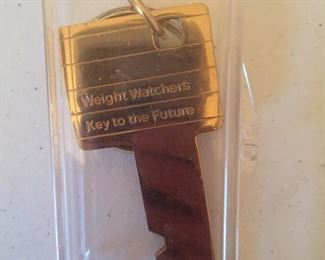 Weight Watchers
Key to the Future